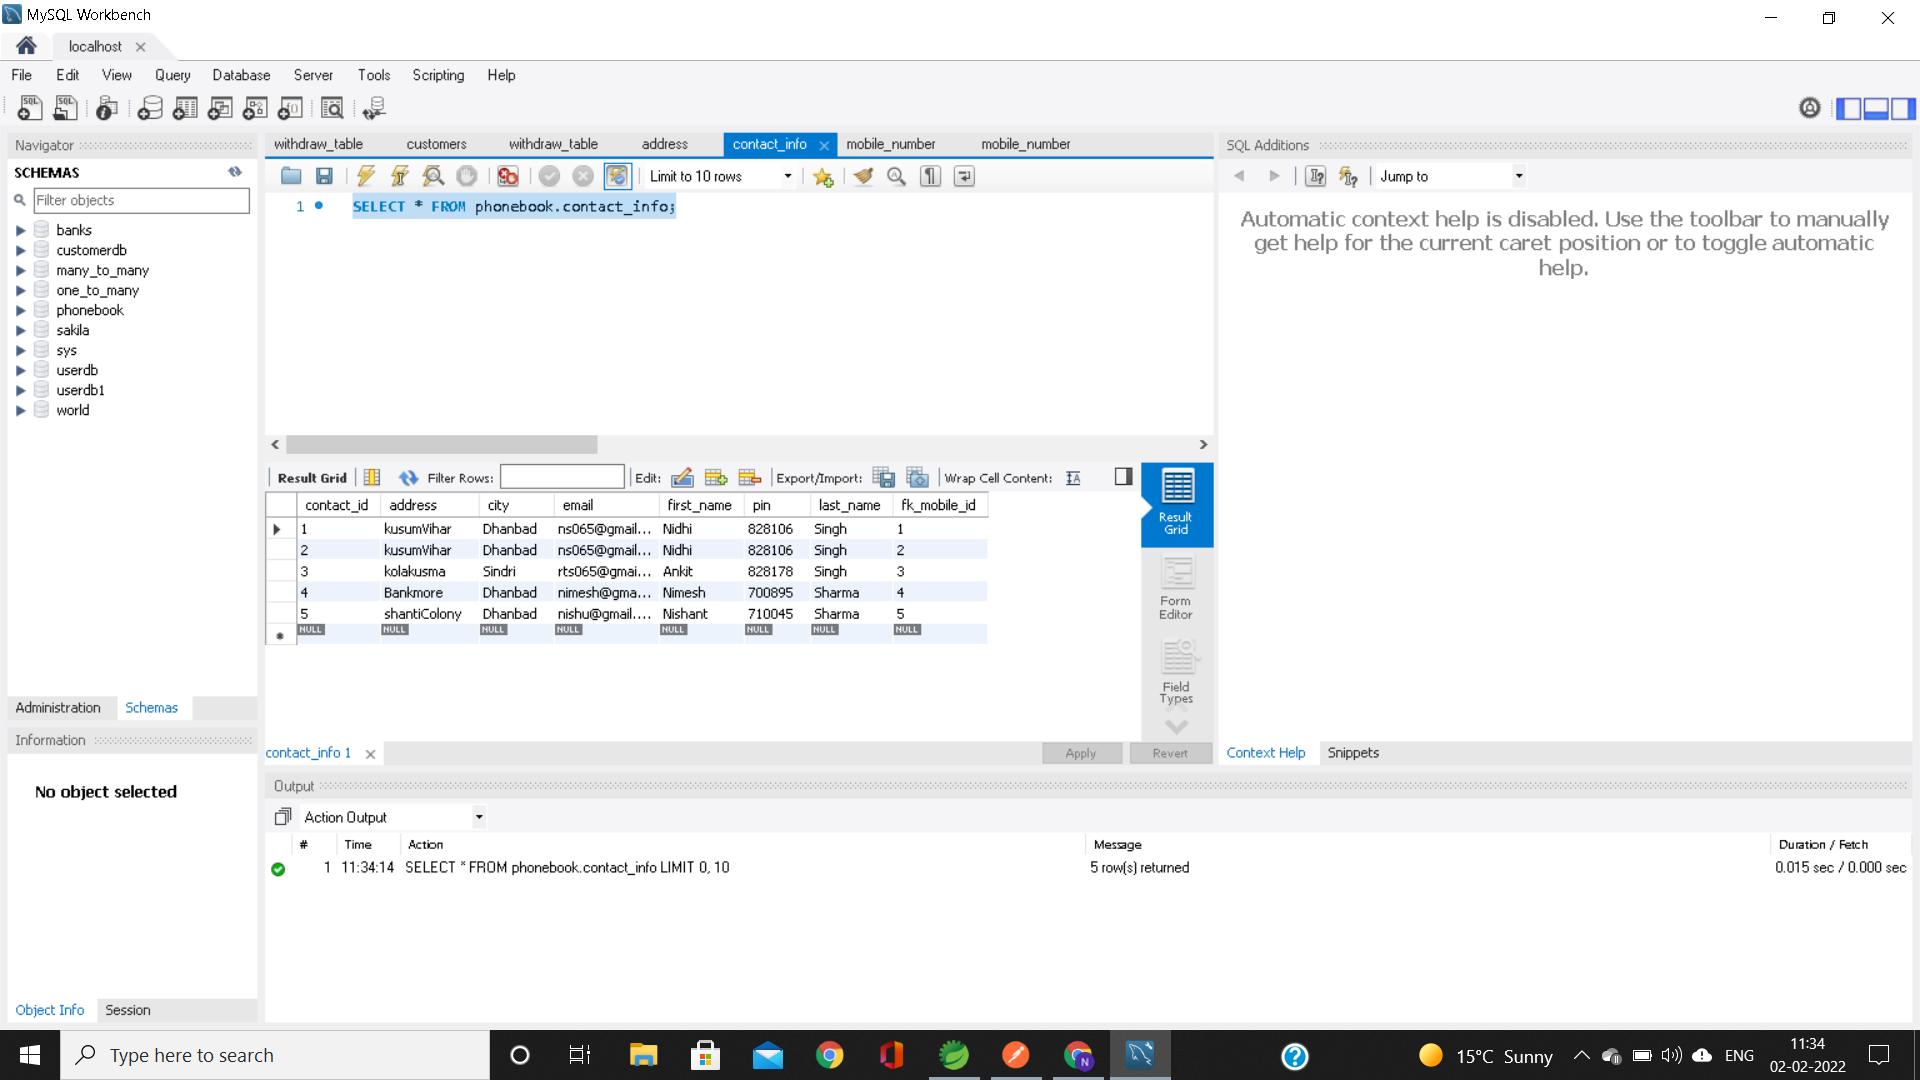 MySQL Workbench
localhost
File Edit View Query Database Server Tools Scripting Help
Navigator
SCHEMAS
Filter objects
banks
customerdb
many_to_many
one_to_many
phonebook
sakila
sys
userdb
userdb1
world
Administration Schemas
Information
No object selected
Object Info Session
withdraw_table customers withdraw_table address contact_info mobile_number mobile_number
Limit to 10 rows
1 SELECT * FROM phonebook.contact_info;
Result Grid Filter Rows: Edit: Export/Import: Wrap Cell Content:
contact_id address city email first_name pin last_name fk_mobile_id
1 kusumVihar Dhanbad ns065@gmail... Nidhi 828106 Singh 1
2 kusumVihar Dhanbad ns065@gmail... Nidhi 828106 Singh 2
3 kolakusma Sindri rts065@gmai... Ankit 828178 Singh 3
4 Bankmore Dhanbad nimesh@gma... Nimesh 700895 Sharma 4
5 shantiColony Dhanbad nishu@gmail.... Nishant 710045 Sharma 5
NULL NULL NULL NULL NULL NULL NULL NULL
Result
Grid
Form
Editor
Field
Types
contact_info 1
Apply Revert
SQL Additions
Jump to
Automatic context help is disabled. Use the toolbar to manually
get help for the current caret position or to toggle automatic
help.
Context Help Snippets
Output
Action Output
# Time Action Message Duration / Fetch
1 11:34:14 SELECT * FROM phonebook.contact_info LIMIT 0, 10 5 row(s) returned 0.015 sec / 0.000 sec
Type here to search
15°C Sunny
ENG
11:34
02-02-2022